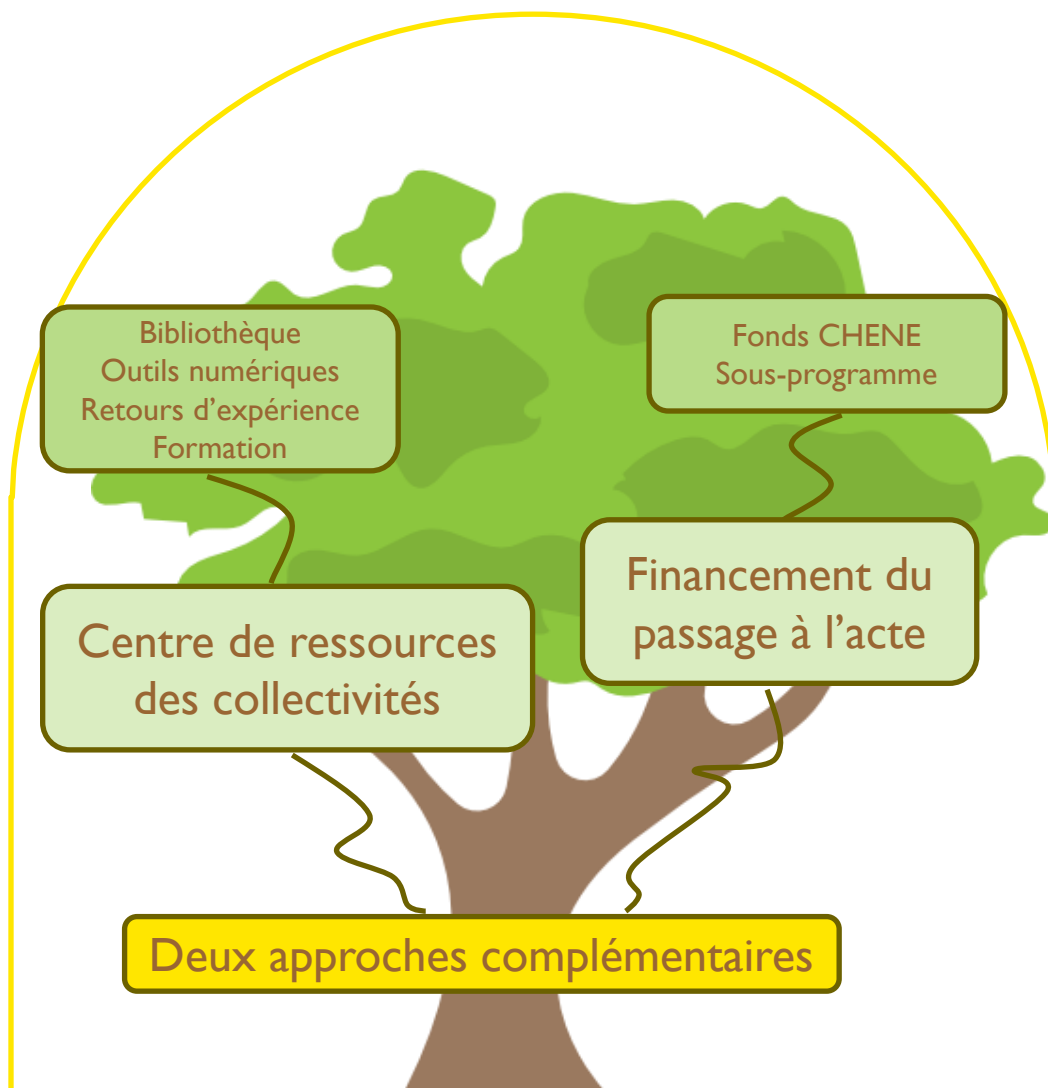 Bibliothèque
Outils numériques
Retours d’expérience
Formation
Fonds CHENE
Sous-programme
Centre de ressources
des collectivités
Financement du
passage à l’acte
Deux approches complémentaires